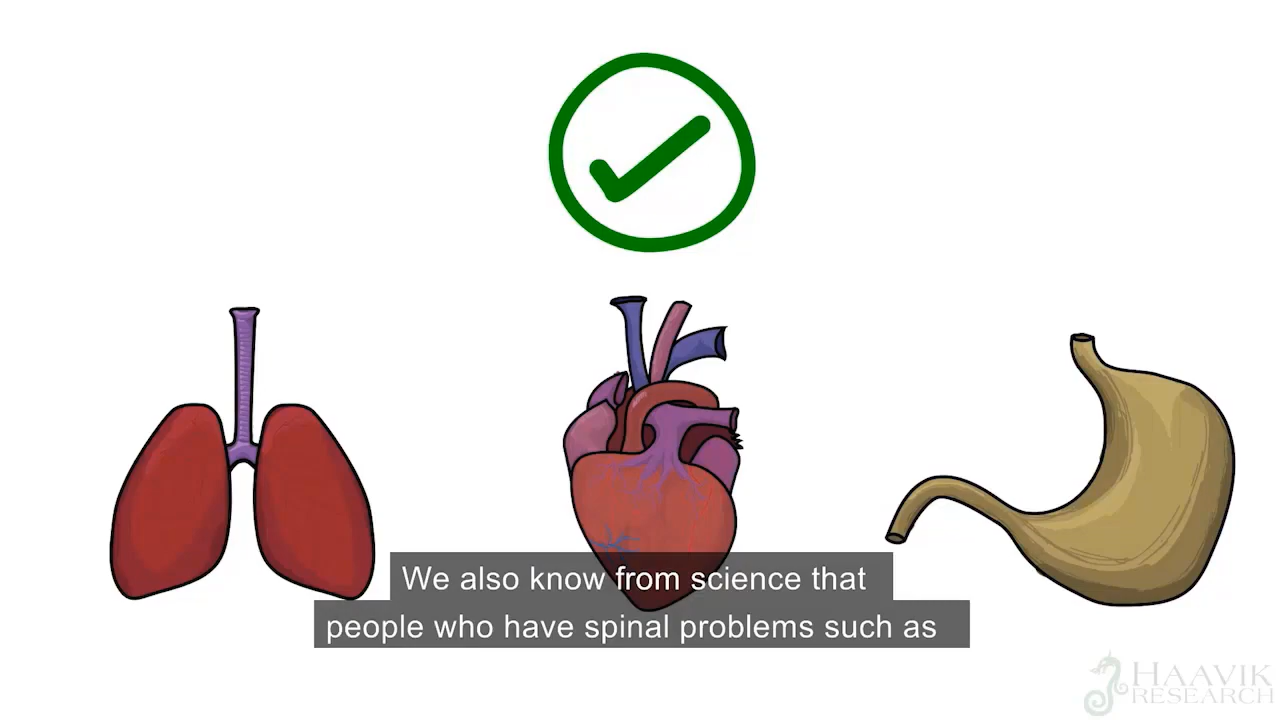 We also know from science that
people who have spinal problems such as
HAAVIK
RESEARCH